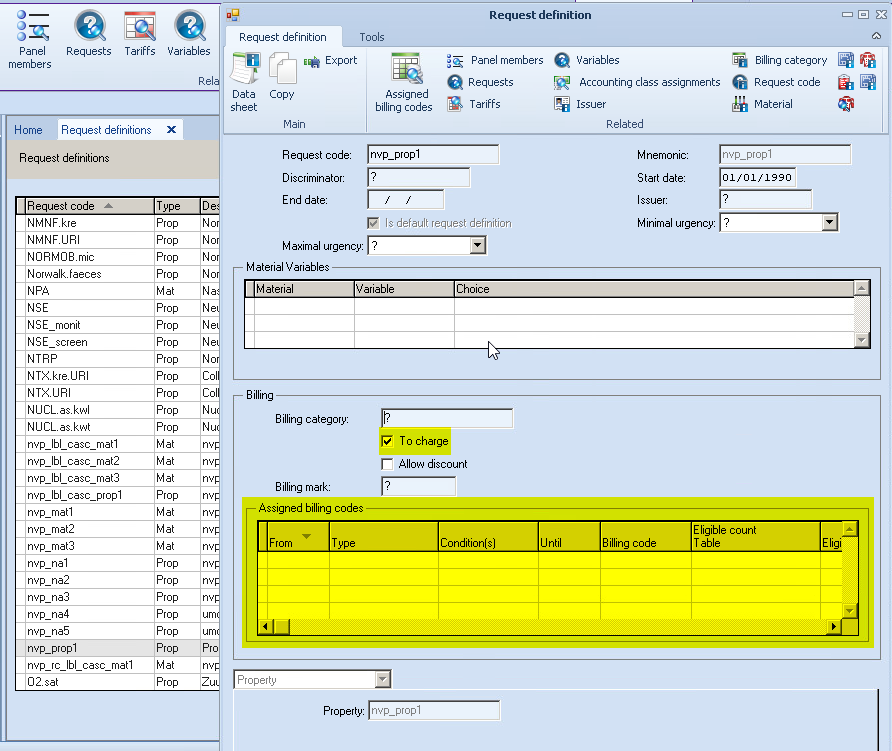 Panel members
Requests
Tariffs
Variables
Rela
Home
Request definitions
Request definitions
Request code Type Des
NMNF.kre Prop Nor
NMNF.URI Prop Nor
NORMOB.mic Prop Nor
Norwalk.faeces Prop Nor
NPA Mat Nas
NSE Prop Neu
NSE_monit Prop Neu
NSE_screen Prop Neu
NTRP Prop Nor
NTX.kre.URI Prop Coll
NTX.URI Prop Coll
NUCL.as.kwl Prop Nuc
NUCL.as.kwt Prop Nuc
nvp_lbl_casc_mat1 Mat nvp
nvp_lbl_casc_mat2 Mat nvp
nvp_lbl_casc_mat3 Mat nvp
nvp_lbl_casc_prop1 Prop nvp
nvp_mat1 Mat nvp
nvp_mat2 Mat nvp
nvp_mat3 Mat nvp
nvp_na1 Prop nvp
nvp_na2 Prop nvp
nvp_na3 Prop nvp
nvp_na4 Prop umc
nvp_na5 Prop umc
nvp_prop1 Prop Pro
nvp_rc_lbl_casc_mat1 Mat nvp
O2.sat Prop Zuu
Request definition
Request definition Tools
Data sheet
Copy
Export
Main
Assigned billing codes
Panel members
Requests
Tariffs
Variables
Accounting class assignments
Issuer
Billing category
Request code
Material
Related
Request code: nvp_prop1
Mnemonic: nvp_prop1
Discriminator: ?
Start date: 01/01/1990
End date: / /
Issuer: ?
Is default request definition
Minimal urgency: ?
Maximal urgency: ?
Material Variables
Material Variable Choice
Billing
Billing category: ?
To charge
Allow discount
Billing mark: ?
Assigned billing codes
From Type Condition(s) Until Billing code Eligible count Table Elig
Property
Property: nvp_prop1